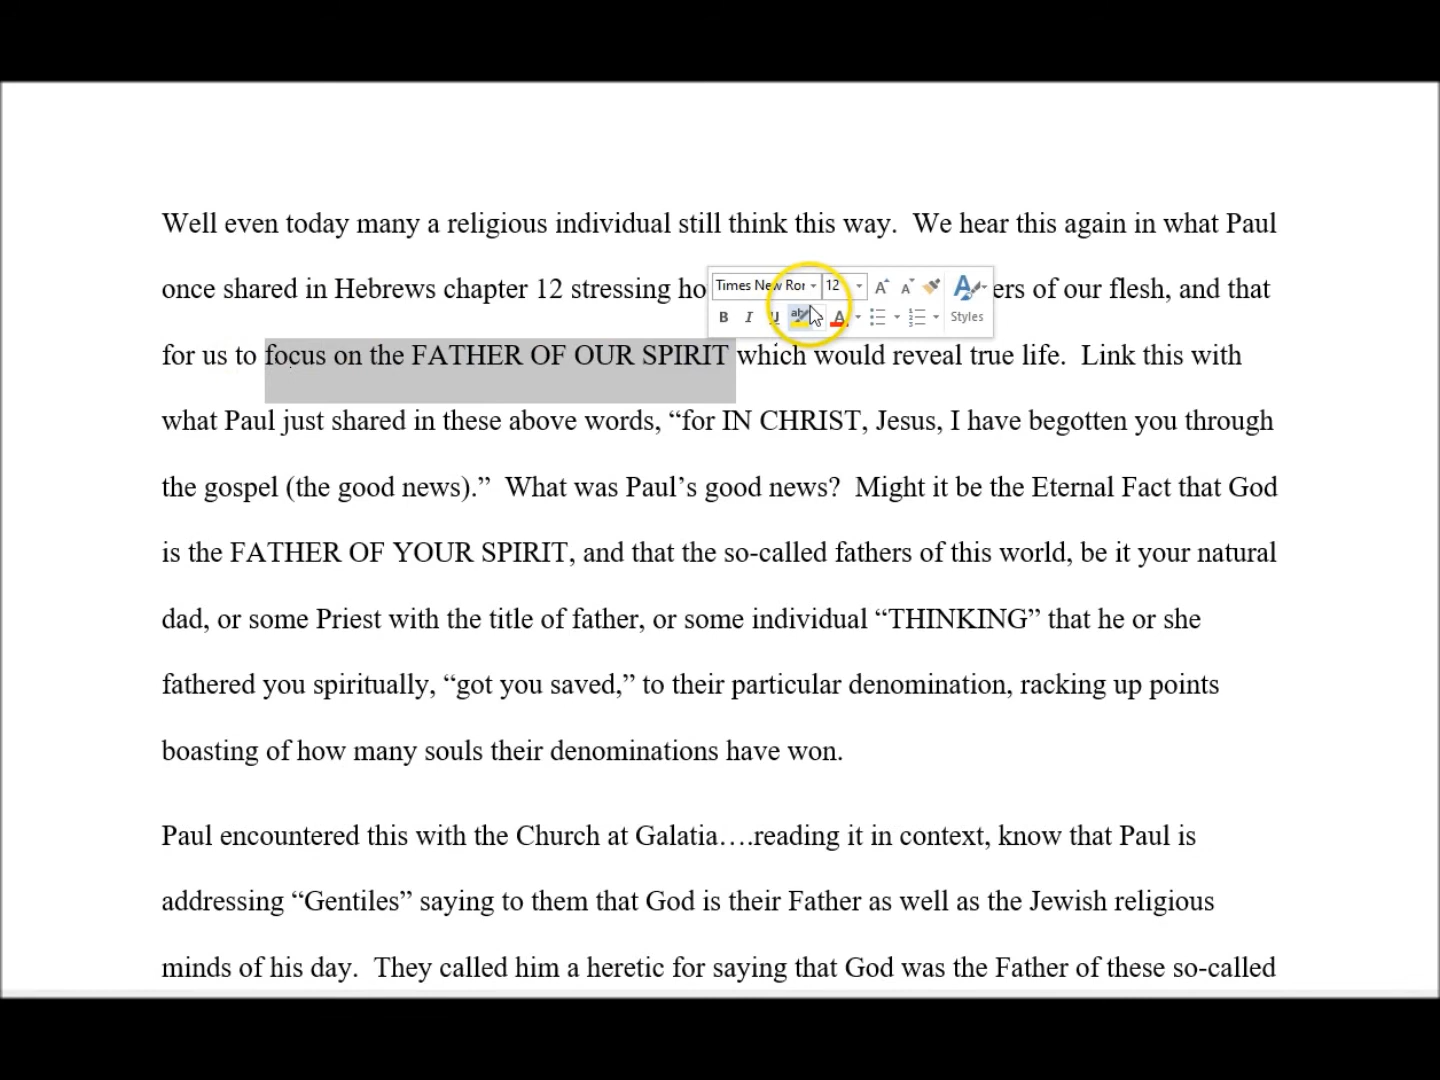 Well even today many a religious individual still think this way.  We hear this again in what Paul
once shared in Hebrews chapter 12 stressing ho
ers of our flesh, and that
Times New Ror 12 A A A
B I U ab A Styles
for us to focus on the FATHER OF OUR SPIRIT which would reveal true life.  Link this with
what Paul just shared in these above words, “for IN CHRIST, Jesus, I have begotten you through
the gospel (the good news).”  What was Paul’s good news?  Might it be the Eternal Fact that God
is the FATHER OF YOUR SPIRIT, and that the so-called fathers of this world, be it your natural
dad, or some Priest with the title of father, or some individual “THINKING” that he or she
fathered you spiritually, “got you saved,” to their particular denomination, racking up points
boasting of how many souls their denominations have won.
Paul encountered this with the Church at Galatia….reading it in context, know that Paul is
addressing “Gentiles” saying to them that God is their Father as well as the Jewish religious
minds of his day.  They called him a heretic for saying that God was the Father of these so-called